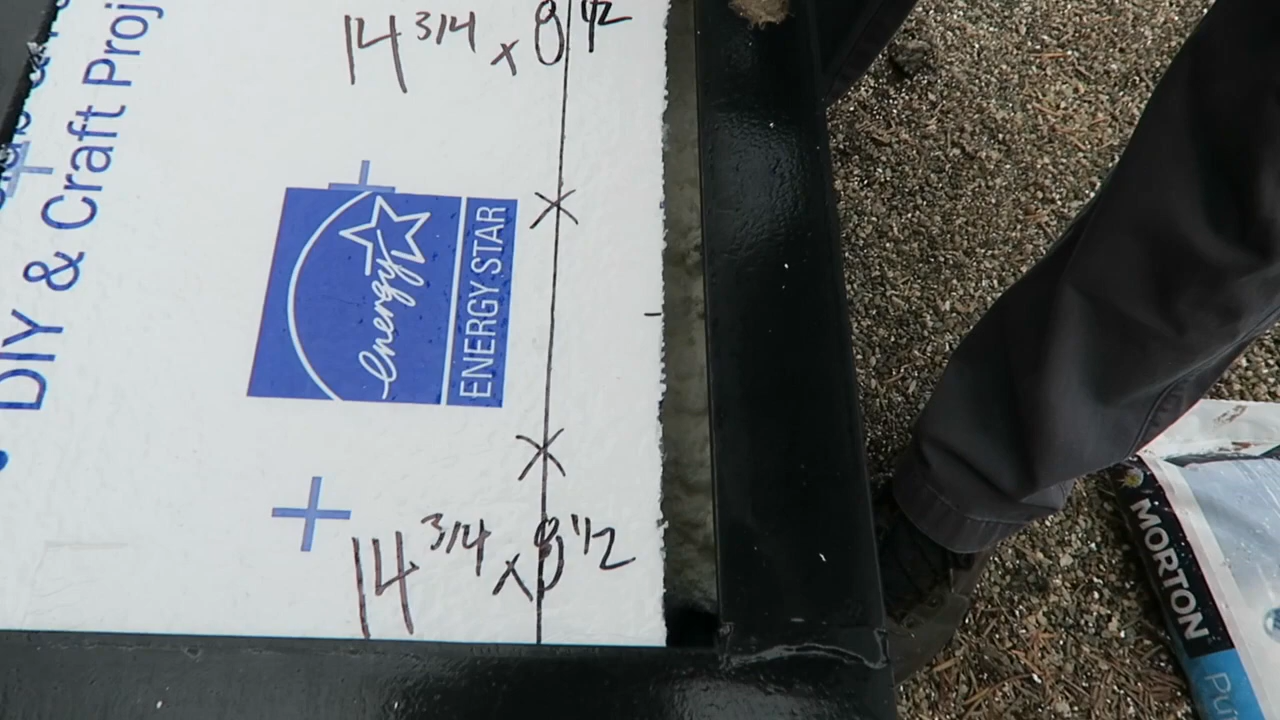 14 3/4 x 8 1/2
& Craft Proj
• DIY
energy
ENERGY STAR
14 3/4 x 8 1/2
MORTON
Pu